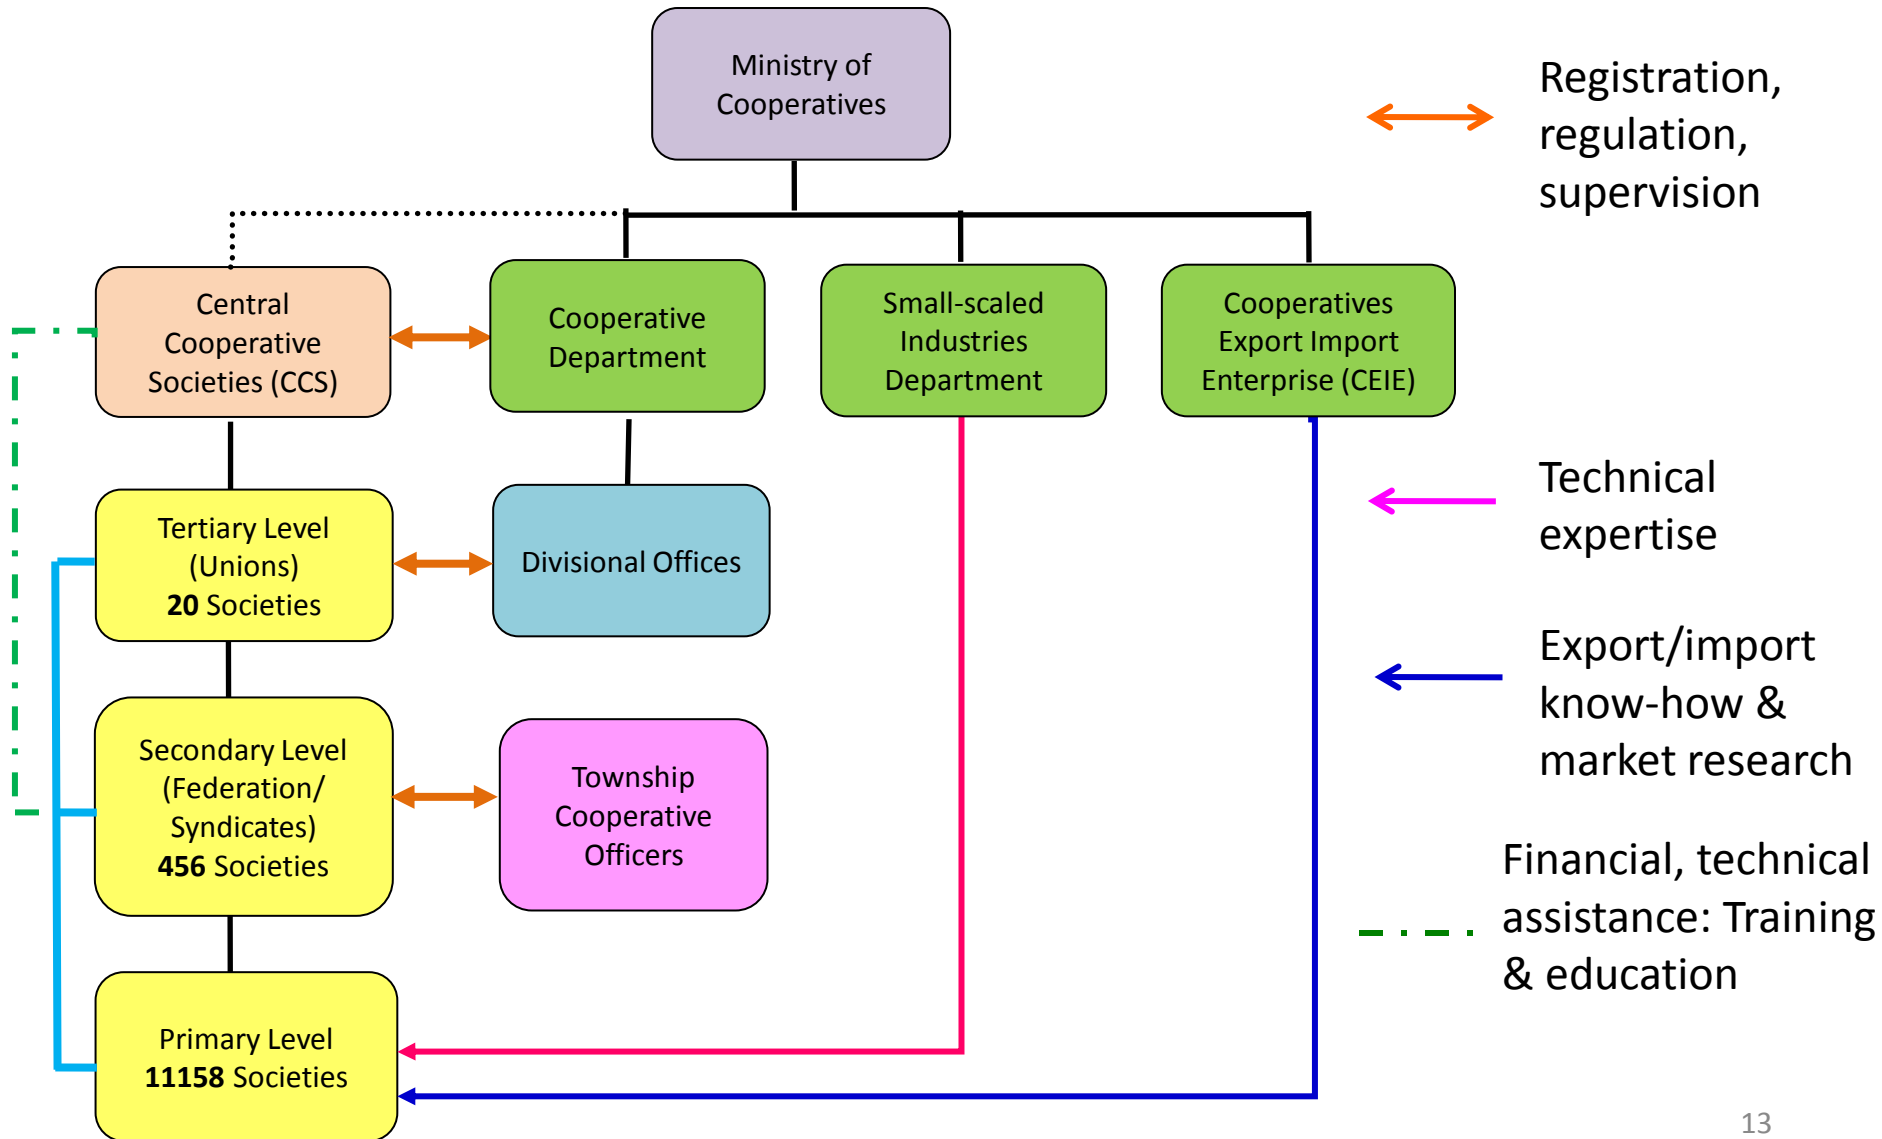 Ministry of
Cooperatives
Registration,
regulation,
supervision
Central
Cooperative
Societies (CCS)
Cooperative
Department
Small-scaled
Industries
Department
Cooperatives
Export Import
Enterprise (CEIE)
Technical
expertise
Tertiary Level
(Unions)
20 Societies
Divisional Offices
Export/import
know-how &
market research
Secondary Level
(Federation/
Syndicates)
456 Societies
Township
Cooperative
Officers
Financial, technical
assistance: Training
& education
Primary Level
11158 Societies
13